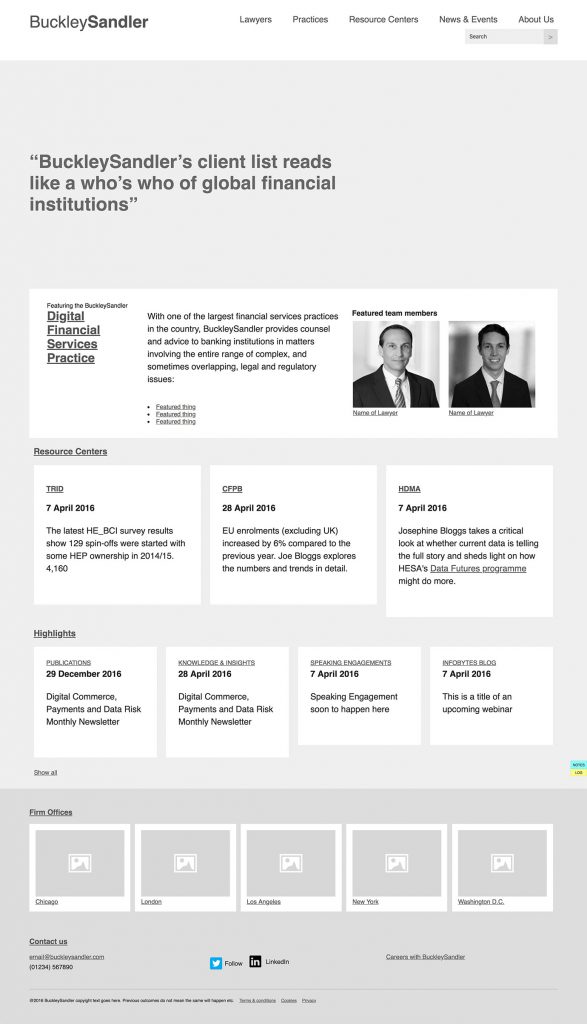 BuckleySandler
Lawyers Practices Resource Centers News & Events About Us
Search >
“BuckleySandler’s client list reads
like a who’s who of global financial
institutions”
Featuring the BuckleySandler
Digital
Financial
Services
Practice
With one of the largest financial services practices
in the country, BuckleySandler provides counsel
and advice to banking institutions in matters
involving the entire range of complex, and
sometimes overlapping, legal and regulatory
issues:
• Featured thing
• Featured thing
• Featured thing
Featured team members
Name of Lawyer Name of Lawyer
Resource Centers
TRID
7 April 2016
The latest HE_BCI survey results
show 129 spin-offs were started with
some HEP ownership in 2014/15.
4,160
CFPB
28 April 2016
EU enrolments (excluding UK)
increased by 6% compared to the
previous year. Joe Bloggs explores
the numbers and trends in detail.
HDMA
7 April 2016
Josephine Bloggs takes a critical
look at whether current data is telling
the full story and sheds light on how
HESA's Data Futures programme
might do more.
Highlights
PUBLICATIONS
29 December 2016
Digital Commerce,
Payments and Data Risk
Monthly Newsletter
KNOWLEDGE & INSIGHTS
28 April 2016
Digital Commerce,
Payments and Data Risk
Monthly Newsletter
SPEAKING ENGAGEMENTS
7 April 2016
Speaking Engagement
soon to happen here
INFOBYTES BLOG
7 April 2016
This is a title of an
upcoming webinar
Show all
NOTES
LOG
Firm Offices
Chicago London Los Angeles New York Washington D.C.
Contact us
email@buckleysandler.com
(01234) 567890
Follow
LinkedIn
Careers with BuckleySandler
©2016 BuckleySandler copyright text goes here. Previous outcomes do not mean the same will happen etc. Terms & conditions Cookies Privacy